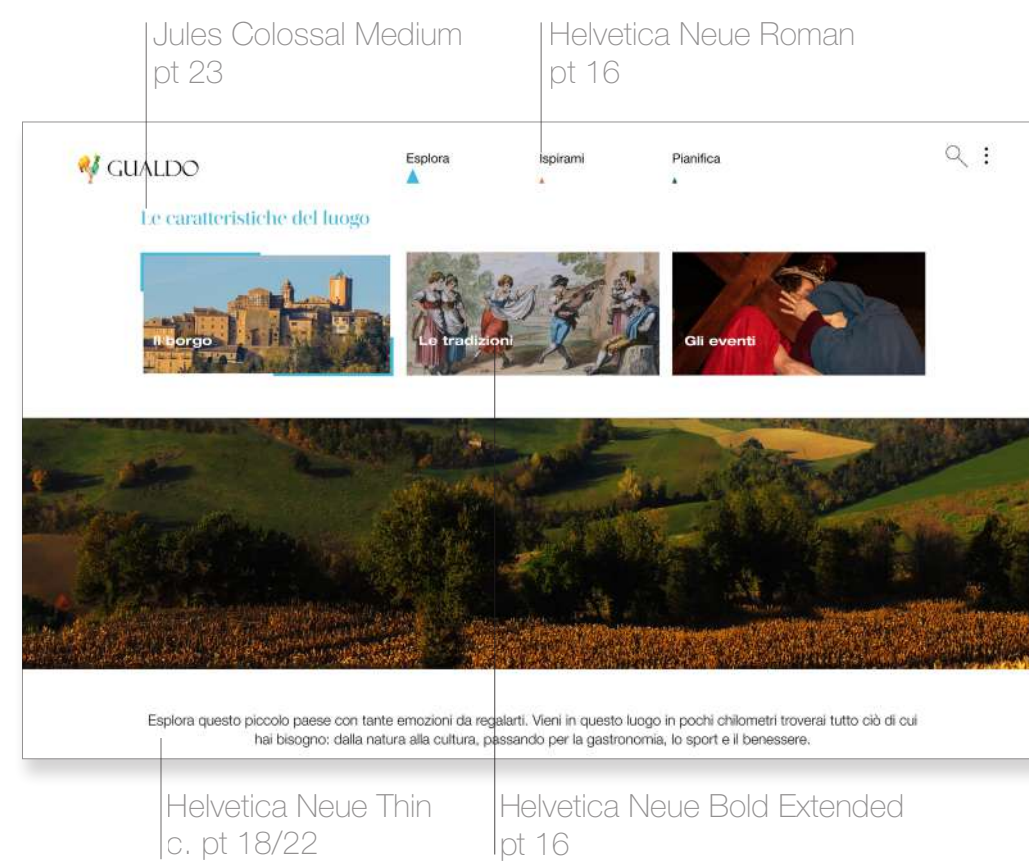 Jules Colossal Medium
pt 23
Helvetica Neue Roman
pt 16
GUALDO
Esplora
Ispirami
Pianifica
Le caratteristiche del luogo
Il borgo
Le tradizioni
Gli eventi
Esplora questo piccolo paese con tante emozioni da regalarti. Vieni in questo luogo in pochi chilometri troverai tutto ciò di cui
hai bisogno: dalla natura alla cultura, passando per la gastronomia, lo sport e il benessere.
Helvetica Neue Thin
c. pt 18/22
Helvetica Neue Bold Extended
pt 16